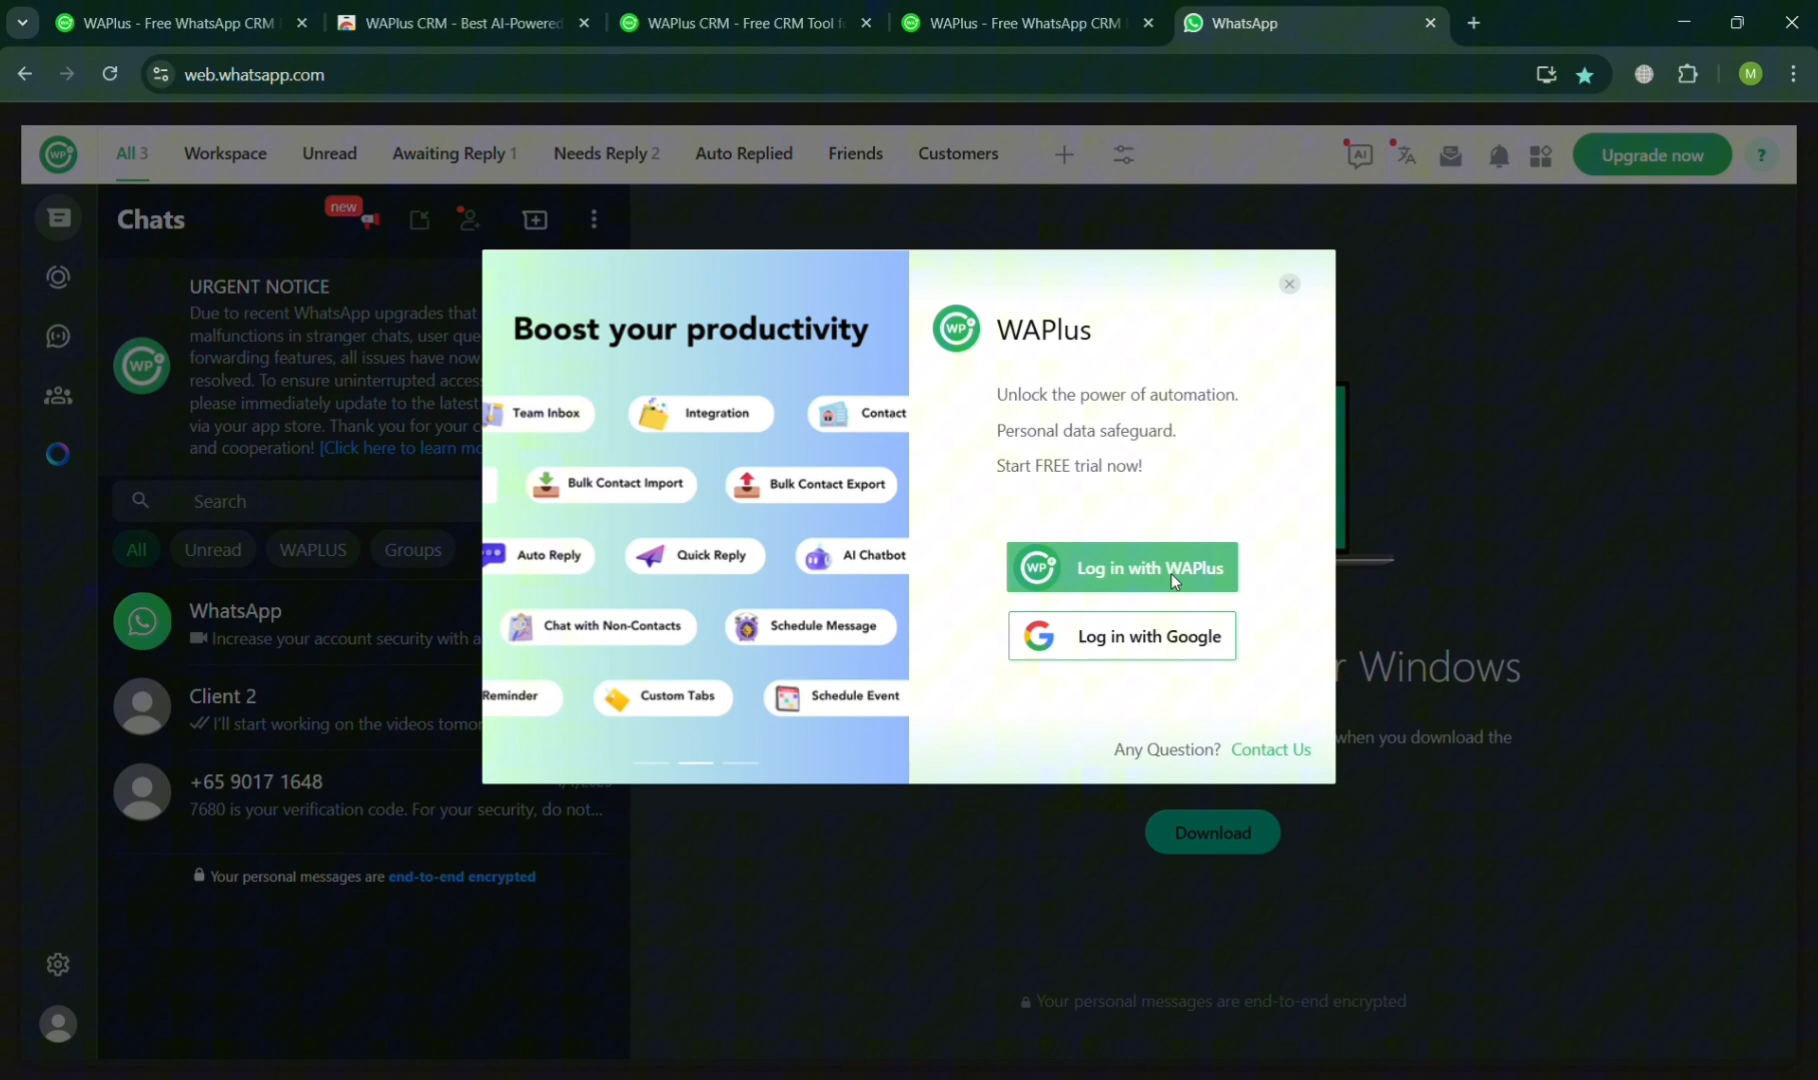 WAPlus - Free WhatsApp CRM
WAPlus CRM - Best AI-Powered
WAPlus CRM - Free CRM Tool f
WAPlus - Free WhatsApp CRM
WhatsApp
web.whatsapp.com
M
WP
All 3
Workspace
Unread
Awaiting Reply 1
Needs Reply 2
Auto Replied
Friends
Customers
AI
Upgrade now
?
Chats
new
URGENT NOTICE
Due to recent WhatsApp upgrades that
malfunctions in stranger chats, user que
forwarding features, all issues have now
resolved. To ensure uninterrupted acces
please immediately update to the latest
via your app store. Thank you for your c
and cooperation! [Click here to learn mo
WP
Search
All
Unread
WAPLUS
Groups
WhatsApp
Increase your account security with a
Client 2
I'll start working on the videos tomor
+65 9017 1648
7680 is your verification code. For your security, do not...
Your personal messages are end-to-end encrypted
Boost your productivity
Team Inbox
Integration
Contact
Bulk Contact Import
Bulk Contact Export
Auto Reply
Quick Reply
AI Chatbot
Chat with Non-Contacts
Schedule Message
Reminder
Custom Tabs
Schedule Event
WP
WAPlus
Unlock the power of automation.
Personal data safeguard.
Start FREE trial now!
WP
Log in with WAPlus
Log in with Google
Any Question? Contact Us
r Windows
when you download the
Download
Your personal messages are end-to-end encrypted